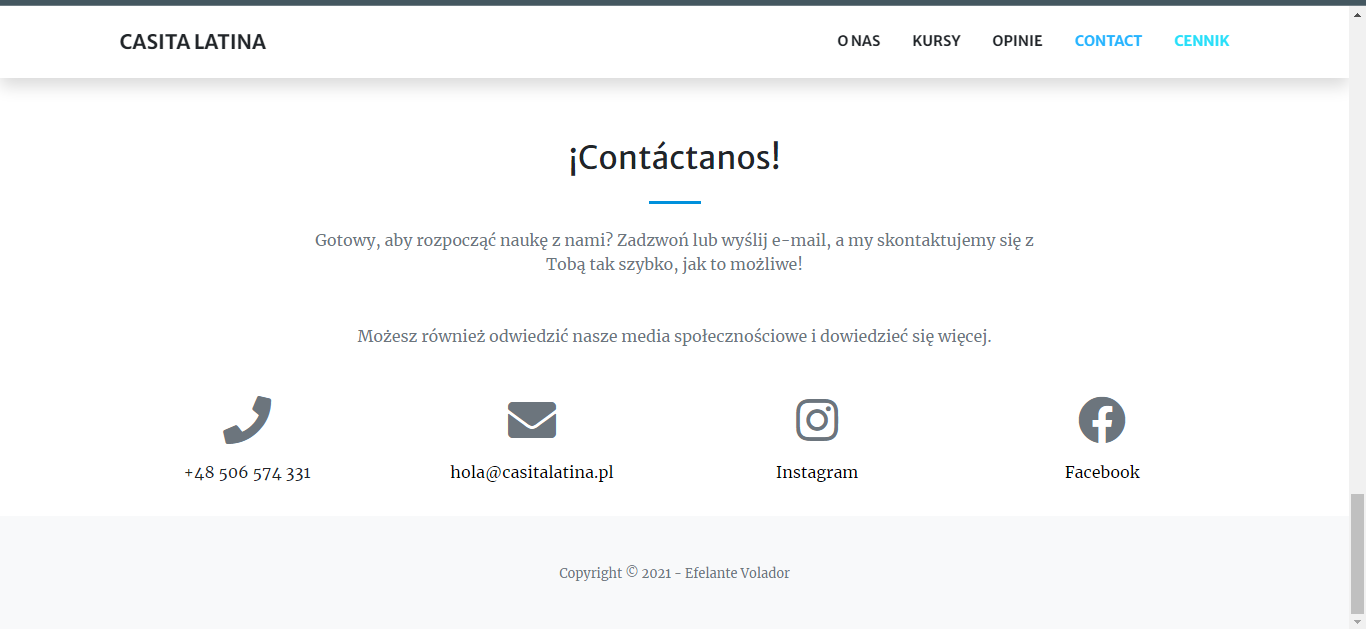 CASITA LATINA
O NAS
KURSY
OPINIE
CONTACT
CENNIK
¡Contáctanos!
Gotowy, aby rozpocząć naukę z nami? Zadzwoń lub wyślij e-mail, a my skontaktujemy się z
Tobą tak szybko, jak to możliwe!
Możesz również odwiedzić nasze media społecznościowe i dowiedzieć się więcej.
+48 506 574 331
hola@casitalatina.pl
Instagram
Facebook
Copyright © 2021 - Efelante Volador